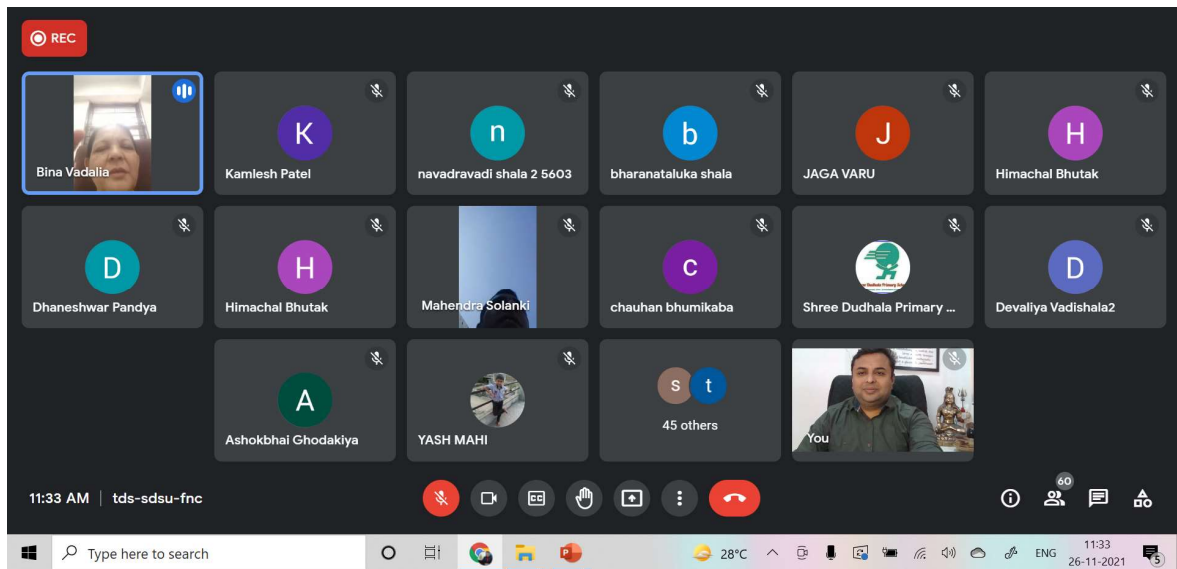 REC
Bina Vadalia
K
Kamlesh Patel
n
navadravadi shala 2 5603
b
bharanataluka shala
J
JAGA VARU
H
Himachal Bhutak
D
Dhaneshwar Pandya
H
Himachal Bhutak
Mahendra Solanki
c
chauhan bhumikaba
Shree Dudhala Primary ...
D
Devaliya Vadishala2
A
Ashokbhai Ghodakiya
YASH MAHI
s t
45 others
You
11:33 AM | tds-sdsu-fnc
CC
60
Type here to search
28°C
ENG
11:33
26-11-2021
5